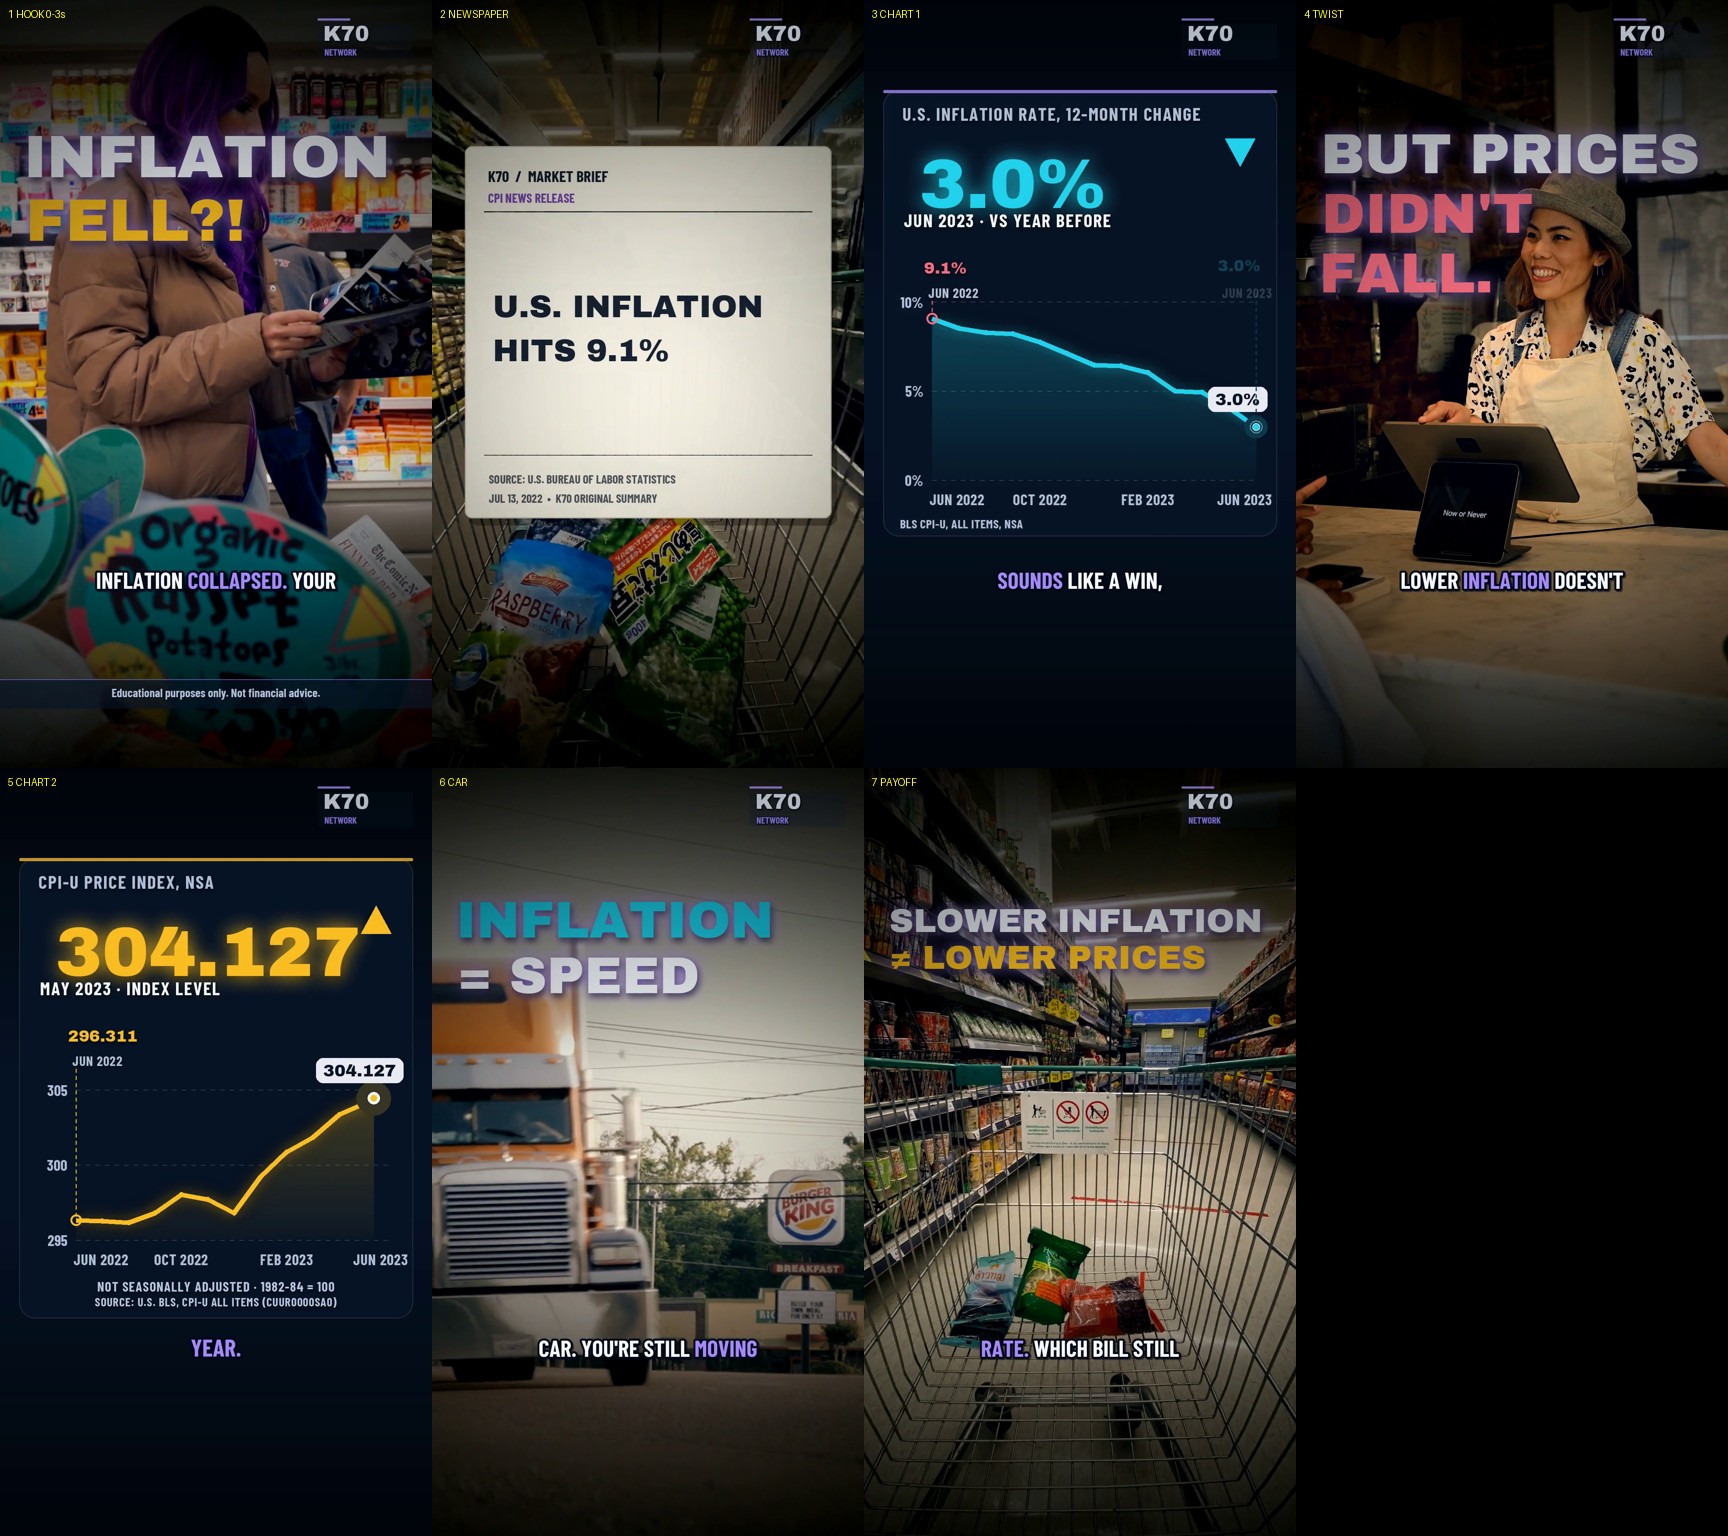 1 HOOK 0-3s
K70
NETWORK
INFLATION
FELL?!
TOES
Organic
Russet
Potatoes
INFLATION COLLAPSED. YOUR
Educational purposes only. Not financial advice.
2 NEWSPAPER
K70
NETWORK
K70 / MARKET BRIEF
CPI NEWS RELEASE
U.S. INFLATION
HITS 9.1%
SOURCE: U.S. BUREAU OF LABOR STATISTICS
JUL 13, 2022 • K70 ORIGINAL SUMMARY
RASPBERRY
3 CHART 1
K70
NETWORK
U.S. INFLATION RATE, 12-MONTH CHANGE
3.0%
JUN 2023 · VS YEAR BEFORE
9.1%
JUN 2022
3.0%
JUN 2023
10%
5%
0%
3.0%
JUN 2022 OCT 2022 FEB 2023 JUN 2023
BLS CPI-U, ALL ITEMS, NSA
SOUNDS LIKE A WIN,
4 TWIST
K70
NETWORK
BUT PRICES
DIDN'T
FALL.
Now or Never
LOWER INFLATION DOESN'T
5 CHART 2
K70
NETWORK
CPI-U PRICE INDEX, NSA
304.127
MAY 2023 · INDEX LEVEL
296.311
JUN 2022
304.127
305
300
295
JUN 2022 OCT 2022 FEB 2023 JUN 2023
NOT SEASONALLY ADJUSTED · 1982-84 = 100
SOURCE: U.S. BLS, CPI-U ALL ITEMS (CUUR0000SA0)
YEAR.
6 CAR
K70
NETWORK
INFLATION
= SPEED
BURGER
KING
BREAKFAST
CAR. YOU'RE STILL MOVING
7 PAYOFF
K70
NETWORK
SLOWER INFLATION
≠ LOWER PRICES
RATE. WHICH BILL STILL